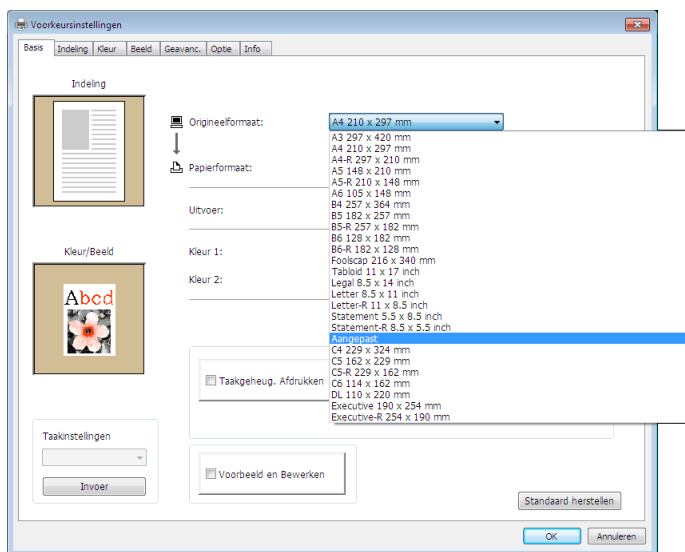 Voorkeursinstellingen
Basis Indeling Kleur Beeld Geavanc. Optie Info
Indeling
Origineelformaat:
A4 210 x 297 mm
A3 297 x 420 mm
A4 210 x 297 mm
A4-R 297 x 210 mm
A5 148 x 210 mm
A5-R 210 x 148 mm
A6 105 x 148 mm
B4 257 x 364 mm
B5 182 x 257 mm
B5-R 257 x 182 mm
B6 128 x 182 mm
B6-R 182 x 128 mm
Foolscap 216 x 340 mm
Tabloid 11 x 17 inch
Legal 8.5 x 14 inch
Letter 8.5 x 11 inch
Letter-R 11 x 8.5 inch
Statement 5.5 x 8.5 inch
Statement-R 8.5 x 5.5 inch
Aangepast
C4 229 x 324 mm
C5 162 x 229 mm
C5-R 229 x 162 mm
C6 114 x 162 mm
DL 110 x 220 mm
Executive 190 x 254 mm
Executive-R 254 x 190 mm
Papierformaat:
Uitvoer:
Kleur/Beeld
Kleur 1:
Kleur 2:
Abcd
Taakgeheug. Afdrukken
Taakinstellingen
Invoer
Voorbeeld en Bewerken
Standaard herstellen
OK
Annuleren